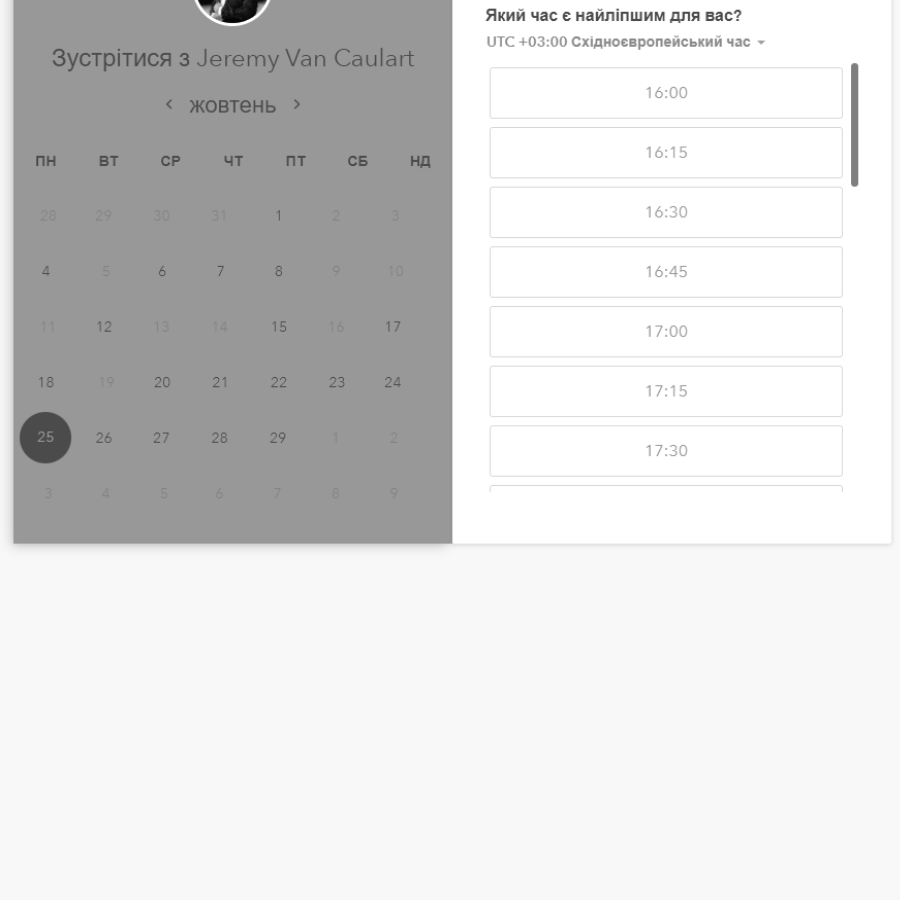 Зустрітися з Jeremy Van Caulart
жовтень
ПН ВТ СР ЧТ ПТ СБ НД
28 29 30 31 1 2 3
4 5 6 7 8 9 10
11 12 13 14 15 16 17
18 19 20 21 22 23 24
25 26 27 28 29 1 2
3 4 5 6 7 8 9
Який час є найліпшим для вас?
UTC +03:00 Східноєвропейський час
16:00
16:15
16:30
16:45
17:00
17:15
17:30